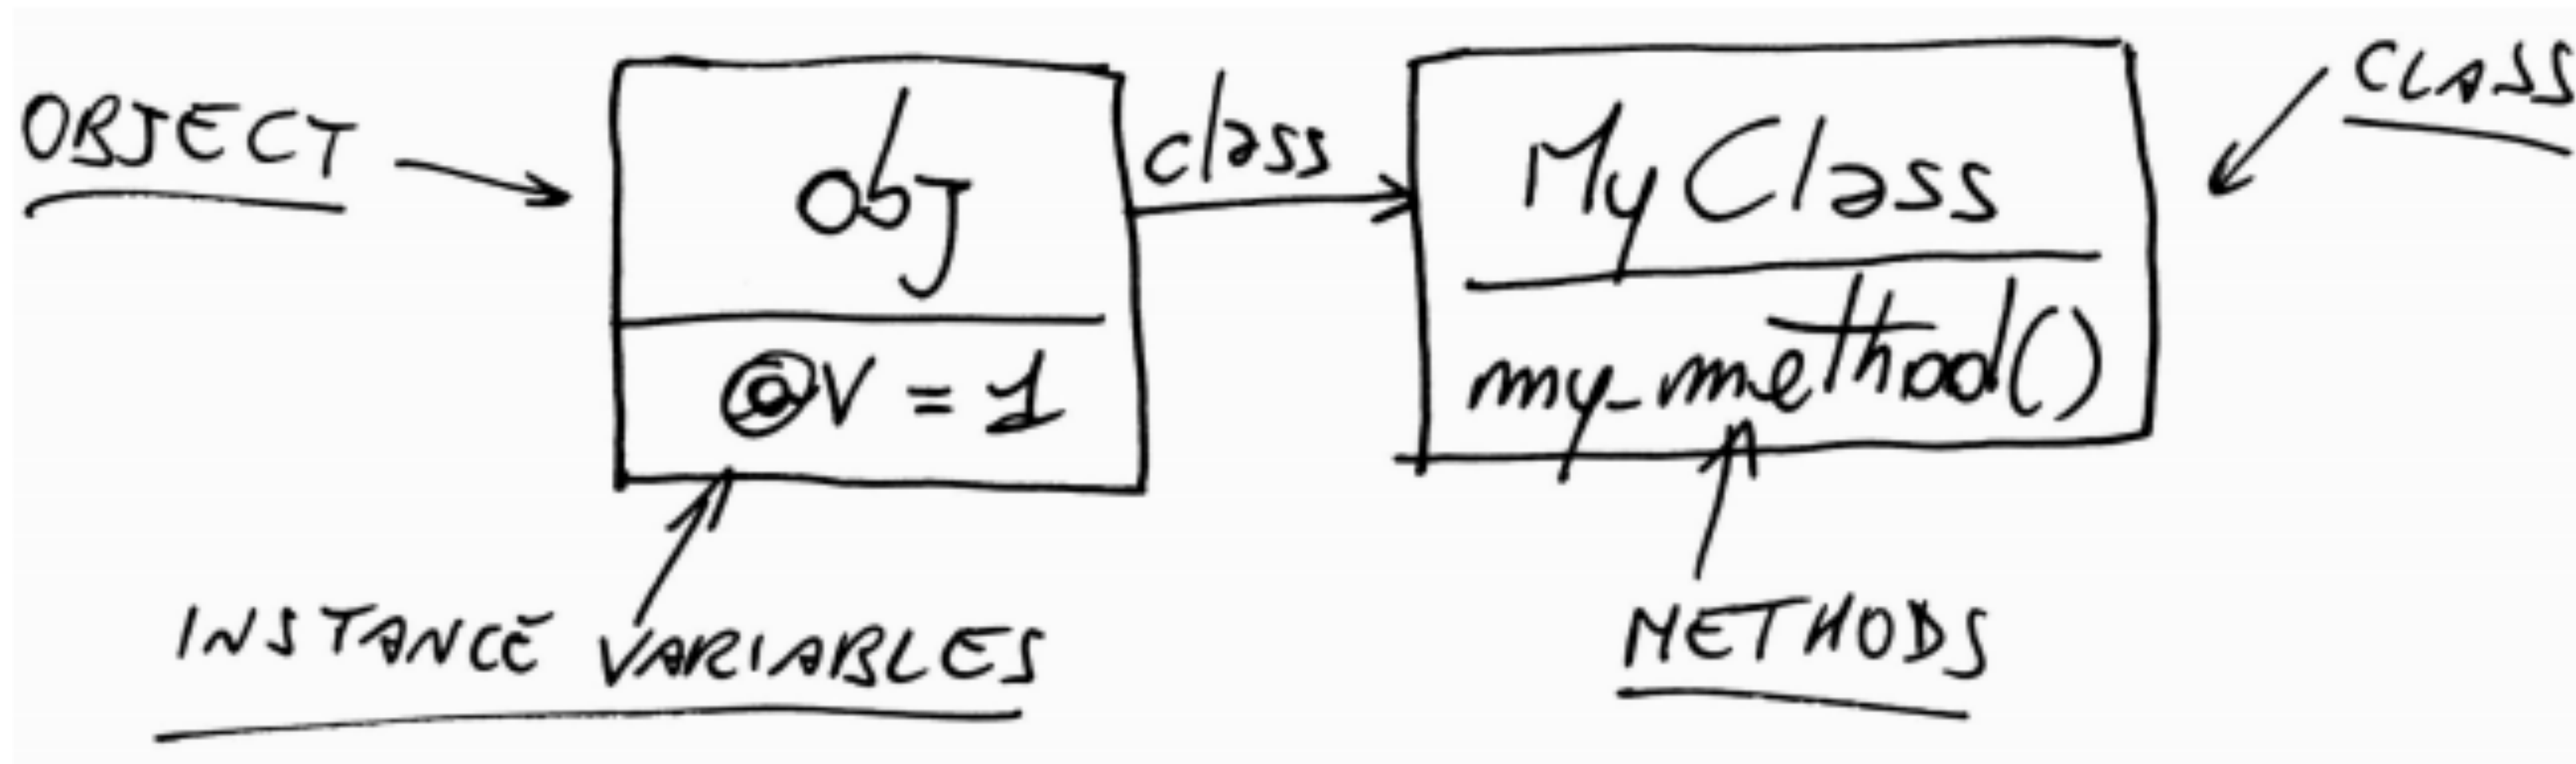 OBJECT
obj
@v = 1
class
MyClass
my_method()
CLASS
INSTANCE VARIABLES
METHODS